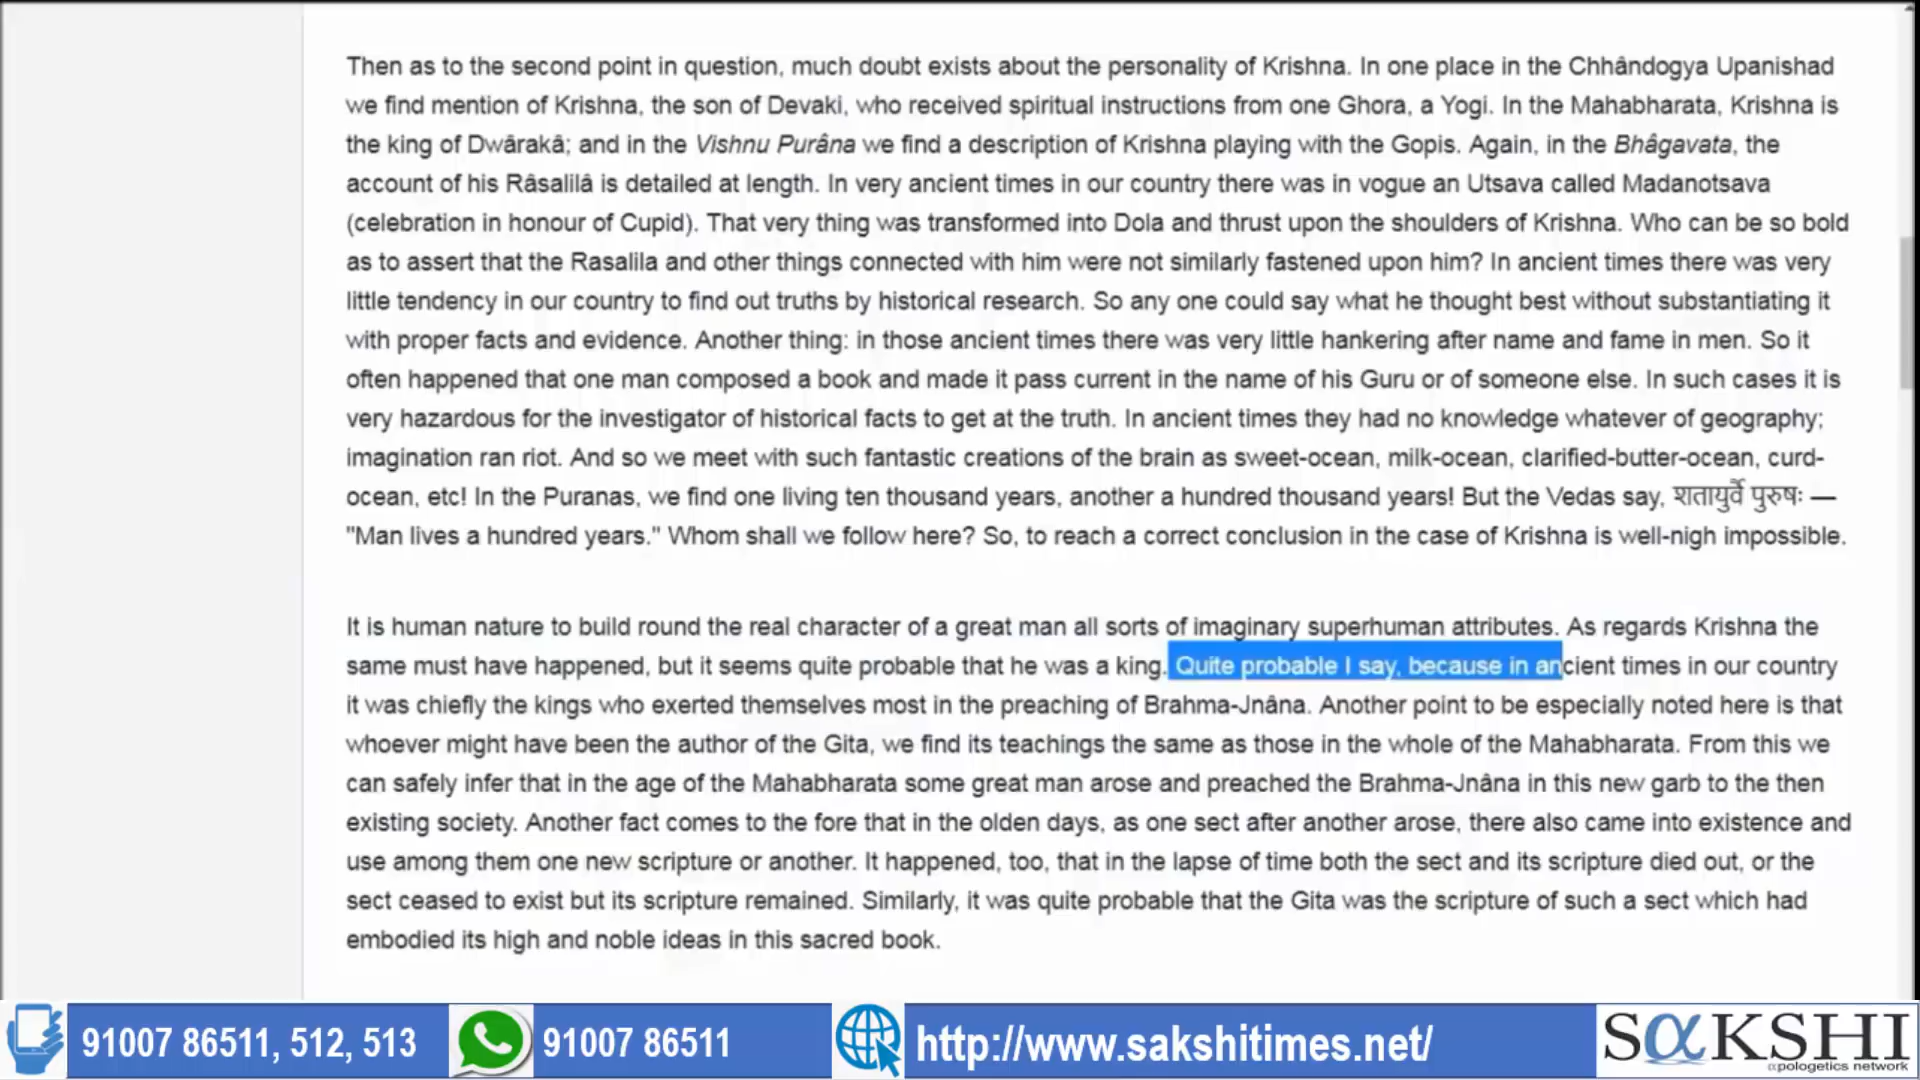 Then as to the second point in question, much doubt exists about the personality of Krishna. In one place in the Chhândogya Upanishad
we find mention of Krishna, the son of Devaki, who received spiritual instructions from one Ghora, a Yogi. In the Mahabharata, Krishna is
the king of Dwârakâ; and in the Vishnu Purâna we find a description of Krishna playing with the Gopis. Again, in the Bhâgavata, the
account of his Râsalilâ is detailed at length. In very ancient times in our country there was in vogue an Utsava called Madanotsava
(celebration in honour of Cupid). That very thing was transformed into Dola and thrust upon the shoulders of Krishna. Who can be so bold
as to assert that the Rasalila and other things connected with him were not similarly fastened upon him? In ancient times there was very
little tendency in our country to find out truths by historical research. So any one could say what he thought best without substantiating it
with proper facts and evidence. Another thing: in those ancient times there was very little hankering after name and fame in men. So it
often happened that one man composed a book and made it pass current in the name of his Guru or of someone else. In such cases it is
very hazardous for the investigator of historical facts to get at the truth. In ancient times they had no knowledge whatever of geography;
imagination ran riot. And so we meet with such fantastic creations of the brain as sweet-ocean, milk-ocean, clarified-butter-ocean, curd-
ocean, etc! In the Puranas, we find one living ten thousand years, another a hundred thousand years! But the Vedas say, शतायुर्वै पुरुषः —
"Man lives a hundred years." Whom shall we follow here? So, to reach a correct conclusion in the case of Krishna is well-nigh impossible.
It is human nature to build round the real character of a great man all sorts of imaginary superhuman attributes. As regards Krishna the
same must have happened, but it seems quite probable that he was a king. Quite probable I say, because in ancient times in our country
it was chiefly the kings who exerted themselves most in the preaching of Brahma-Jnâna. Another point to be especially noted here is that
whoever might have been the author of the Gita, we find its teachings the same as those in the whole of the Mahabharata. From this we
can safely infer that in the age of the Mahabharata some great man arose and preached the Brahma-Jnâna in this new garb to the then
existing society. Another fact comes to the fore that in the olden days, as one sect after another arose, there also came into existence and
use among them one new scripture or another. It happened, too, that in the lapse of time both the sect and its scripture died out, or the
sect ceased to exist but its scripture remained. Similarly, it was quite probable that the Gita was the scripture of such a sect which had
embodied its high and noble ideas in this sacred book.
91007 86511, 512, 513
91007 86511
http://www.sakshitimes.net/
SαKSHI
αpologetics network